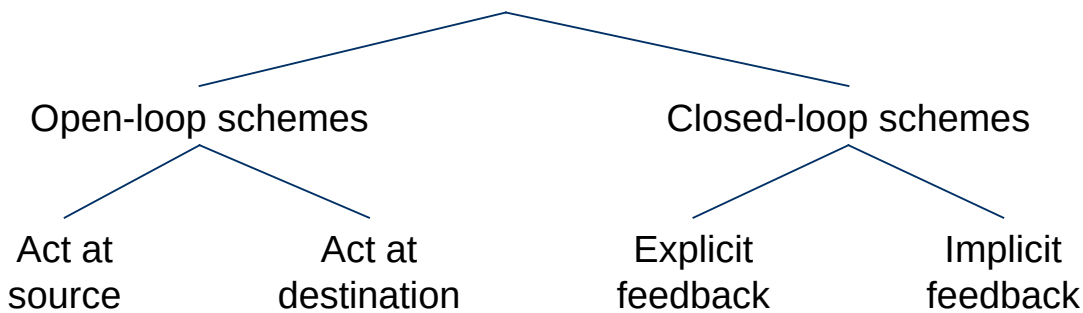 Open-loop schemes
Closed-loop schemes
Act at
source
Act at
destination
Explicit
feedback
Implicit
feedback